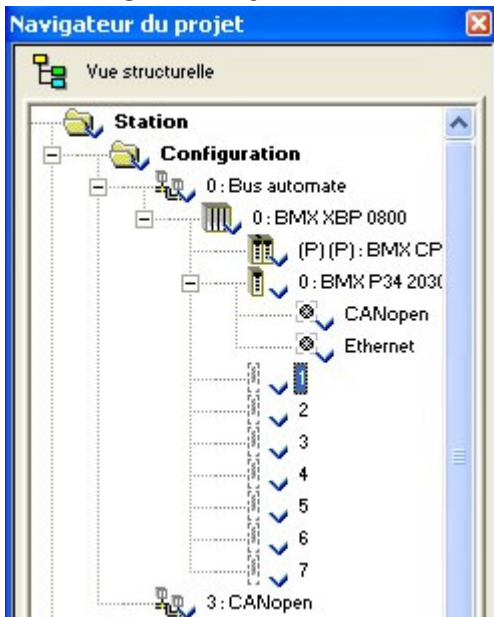 Navigateur du projet
Vue structurelle
Station
Configuration
0 : Bus automate
0 : BMX XBP 0800
(P) (P) : BMX CP
0 : BMX P34 2030
CANopen
Ethernet
1
2
3
4
5
6
7
3 : CANopen